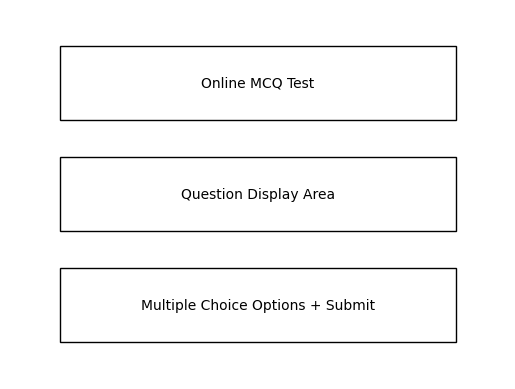 Online MCQ Test
Question Display Area
Multiple Choice Options + Submit